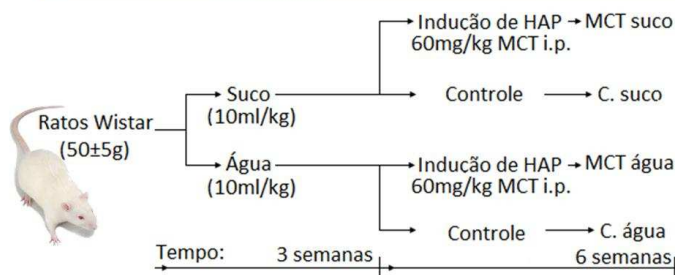 Indução de HAP → MCT suco
60mg/kg MCT i.p.
Suco
(10ml/kg)
Controle → C. suco
Ratos Wistar
(50±5g)
Água
(10ml/kg)
Indução de HAP → MCT água
60mg/kg MCT i.p.
Controle → C. água
Tempo: 3 semanas 6 semanas